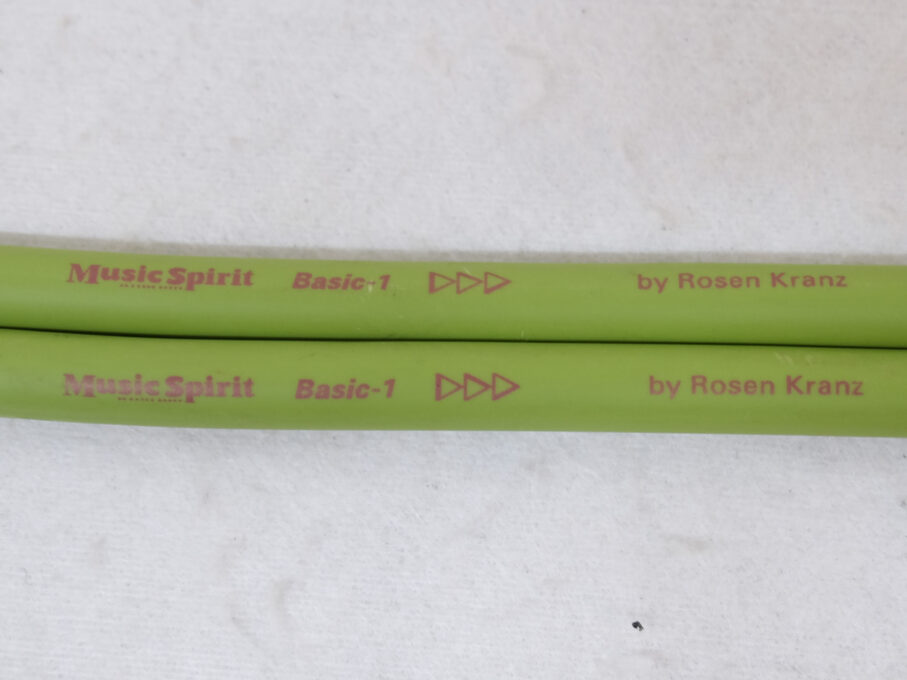 Music Spirit Basic-1 ▷▷▷ by Rosen Kranz
Music Spirit Basic-1 ▷▷▷ by Rosen Kranz